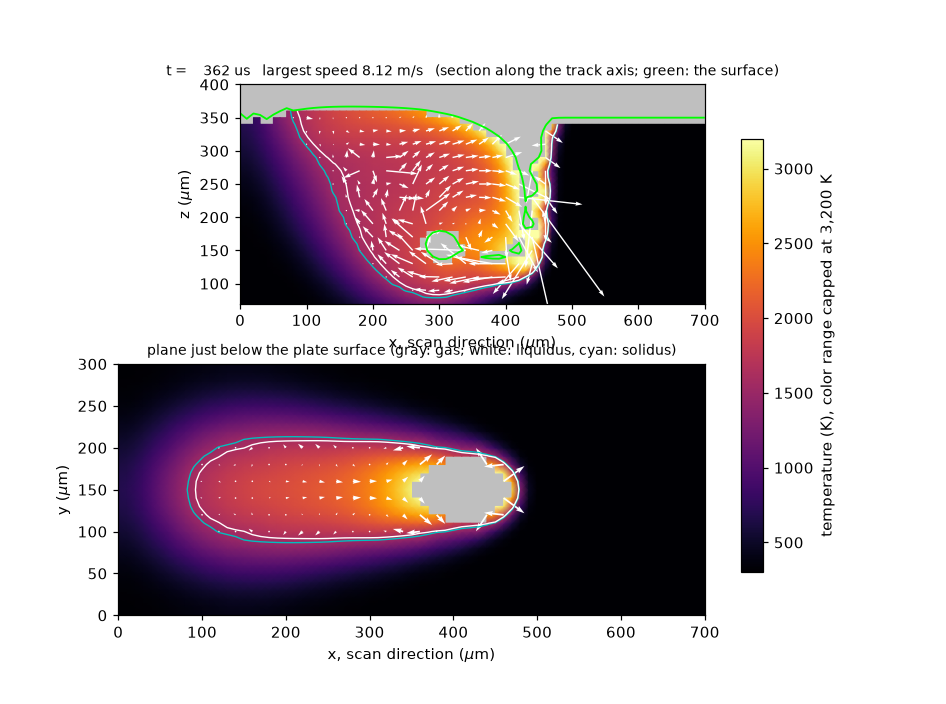 t =    362 us   largest speed 8.12 m/s   (section along the track axis; green: the surface)
400
350
300
250
200
150
100
z (μm)
0 100 200 300 400 500 600 700
x, scan direction (μm)
plane just below the plate surface (gray: gas; white: liquidus, cyan: solidus)
300
250
200
150
100
50
0
y (μm)
0 100 200 300 400 500 600 700
x, scan direction (μm)
3000
2500
2000
1500
1000
500
temperature (K), color range capped at 3,200 K